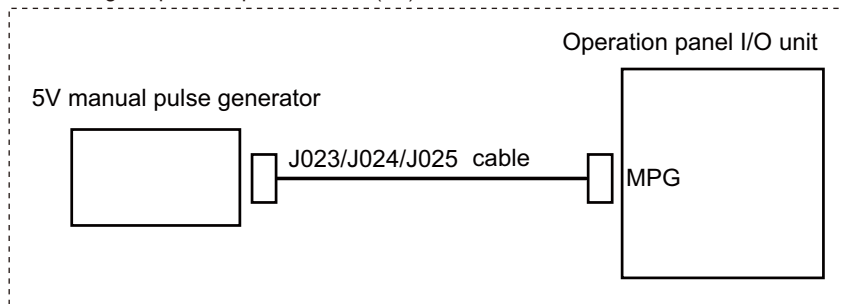 Operation panel I/O unit
5V manual pulse generator
J023/J024/J025 cable
MPG